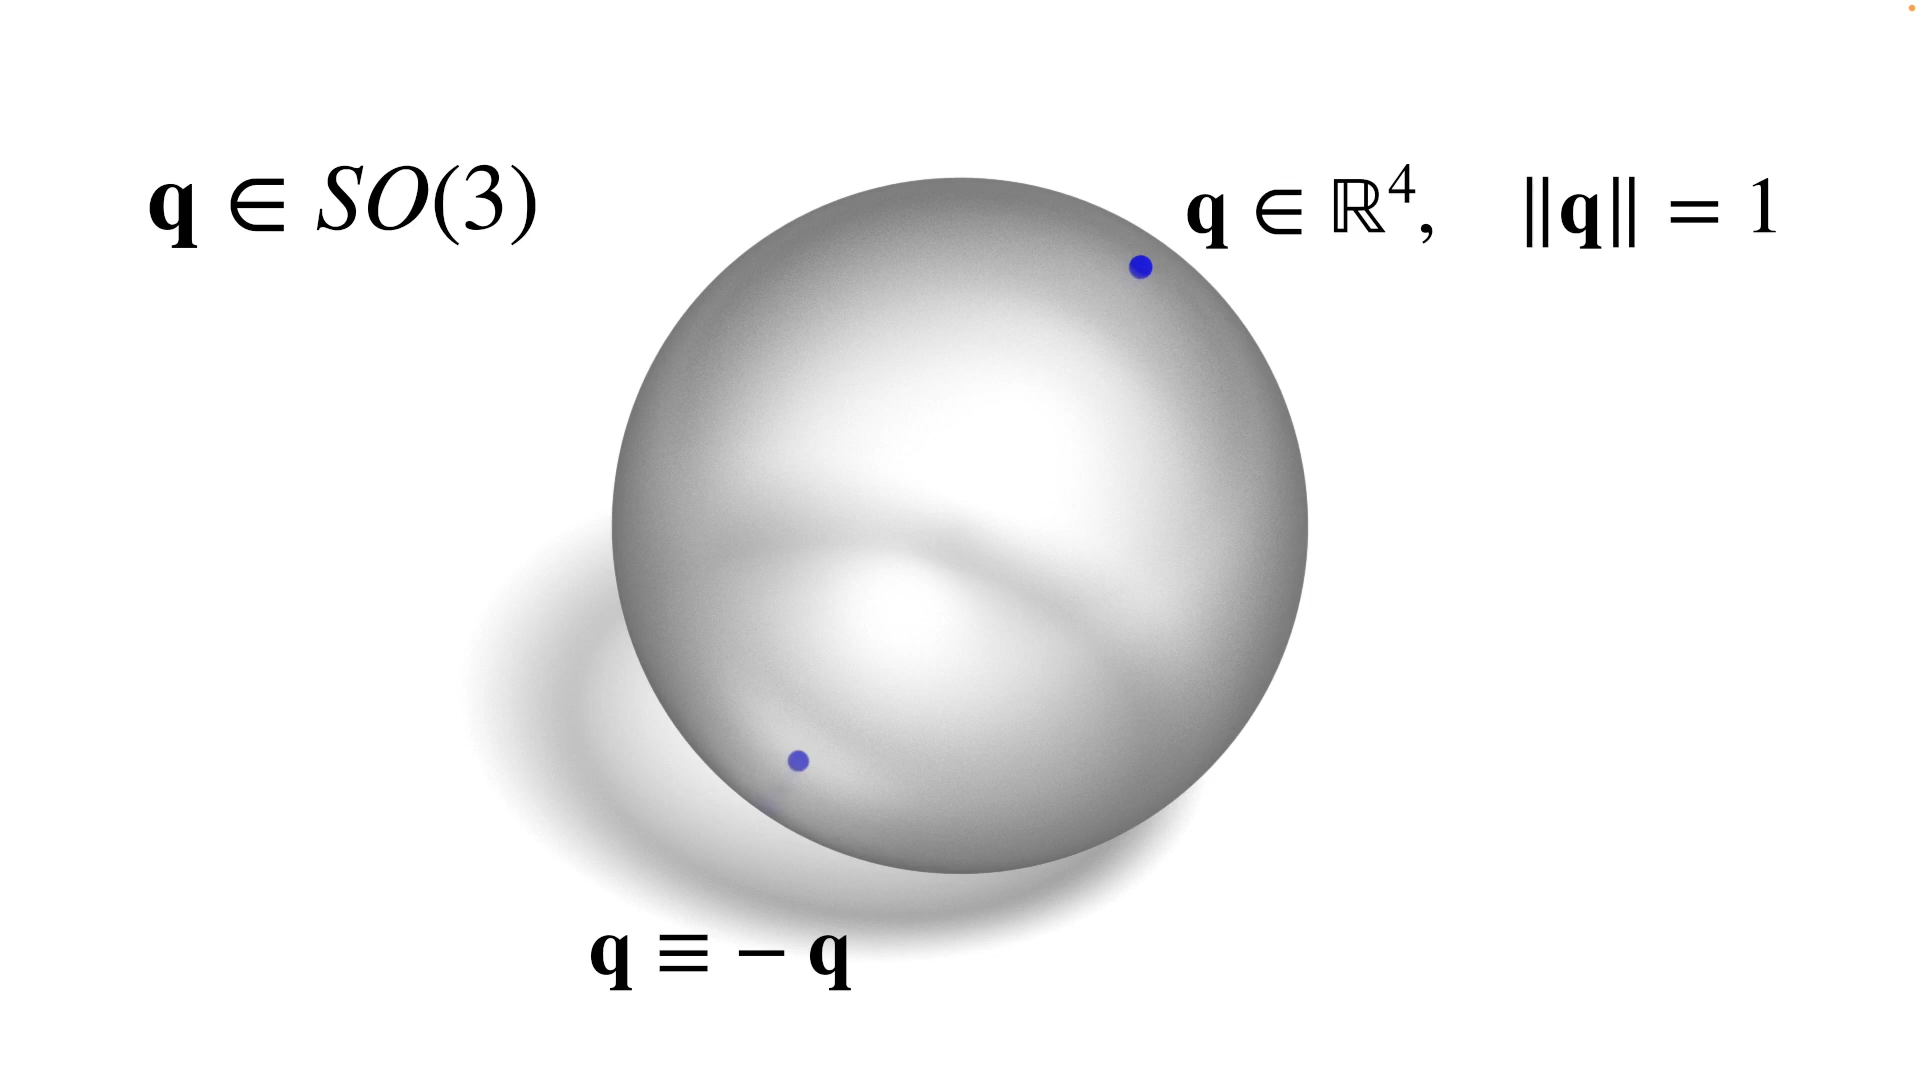 𝐪 ∈ SO(3)
𝐪 ∈ ℝ⁴, ‖𝐪‖ = 1
𝐪 ≡ − 𝐪